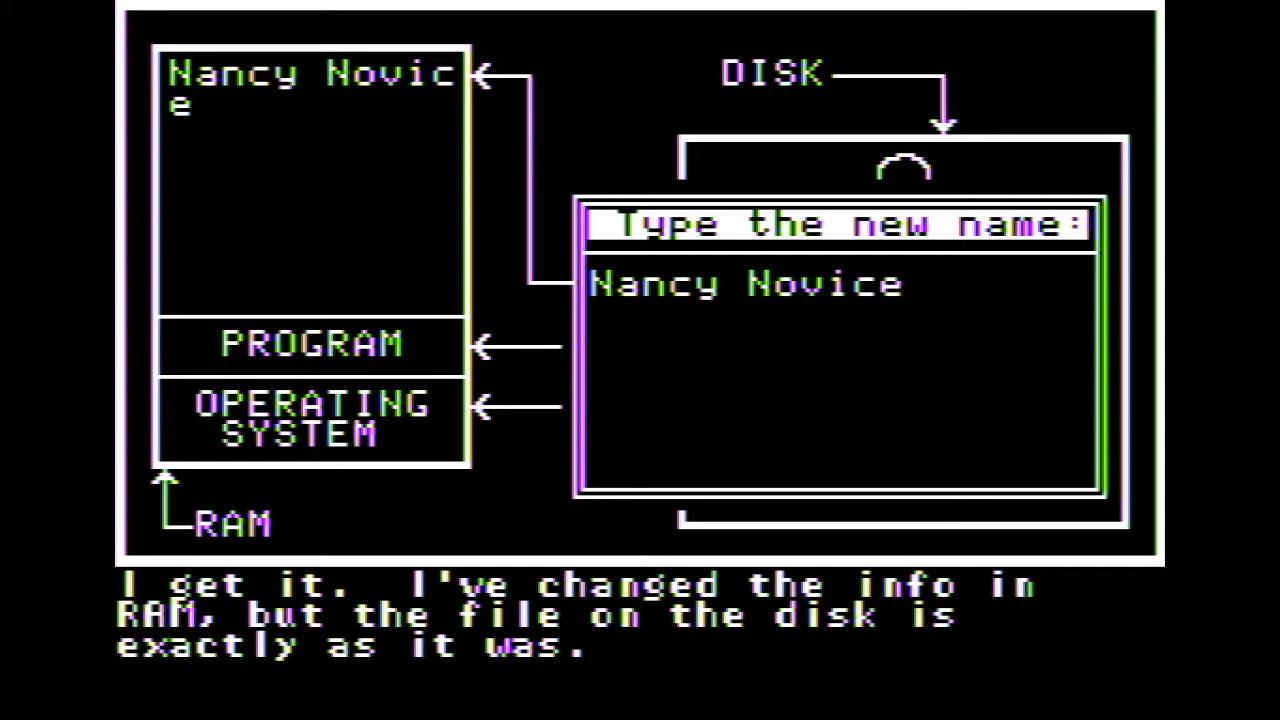 Nancy Novic
e
DISK
Type the new name:
Nancy Novice
PROGRAM
OPERATING
SYSTEM
RAM
I get it.  I've changed the info in
RAM, but the file on the disk is
exactly as it was.